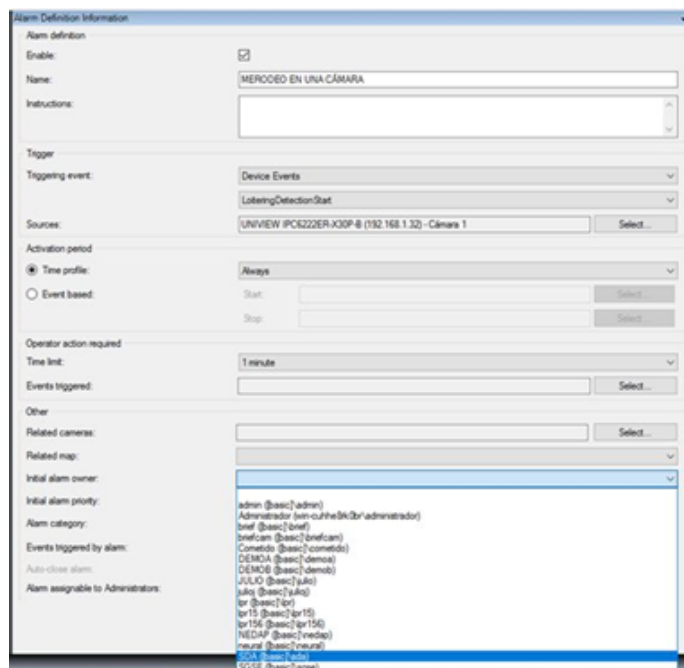 Alarm Definition Information
Alarm definition
Enable:
Name: MERODEO EN UNA CÁMARA
Instructions:
Trigger
Triggering event: Device Events
LoiteringDetectionStart
Sources: UNIVIEW IPC6222ER-X30P-B (192.168.1.32) - Cámara 1 Select...
Activation period
Time profile: Always
Event based: Start: Select...
Stop: Select...
Operator action required
Time limit: 1 minute
Events triggered: Select...
Other
Related cameras: Select...
Related map:
Initial alarm owner:
Initial alarm priority:
Alarm category:
Events triggered by alarm:
Auto-close alarm:
Alarm assignable to Administrators:
admin ([basic]\admin)
Administrador \administrador)
brief ([basic]\brief)
briefcam ([basic]\briefcam)
Cometido ([basic]\cometido)
DEMOA ([basic]\demoa)
DEMOB ([basic]\demob)
JULIO ([basic]\julio)
julioj ([basic]\julioj)
lpr ([basic]\lpr)
lpr15 ([basic]\lpr15)
lpr156 ([basic]\lpr156)
NEDAP ([basic]\nedap)
neural ([basic]\neural)
SDA ([basic]\sda)